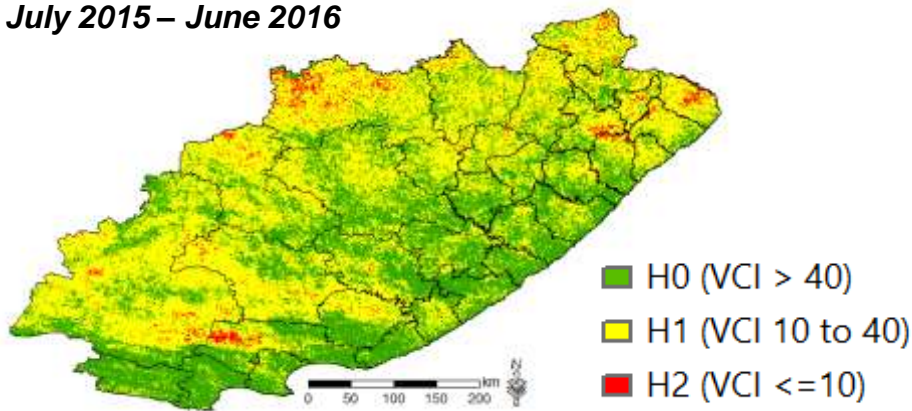 July 2015 – June 2016
H0 (VCI > 40)
H1 (VCI 10 to 40)
H2 (VCI <=10)
km
0 50 100 150 200
N